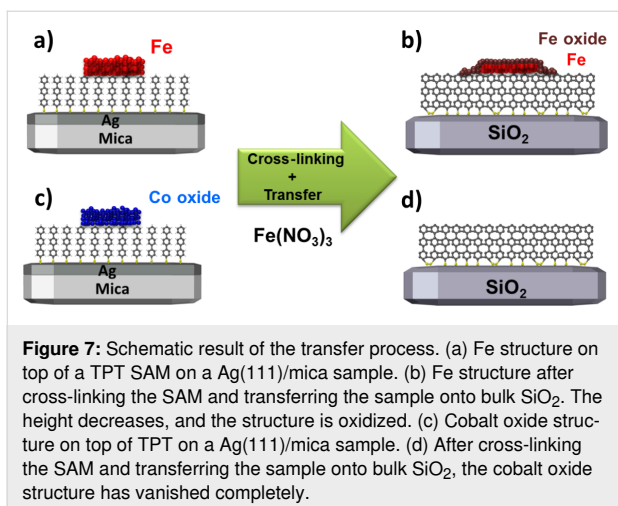 a)
Fe
Ag
Mica
b)
Fe oxide
Fe
SiO2
Cross-linking
+
Transfer
Fe(NO3)3
c)
Co oxide
Ag
Mica
d)
SiO2
Figure 7: Schematic result of the transfer process. (a) Fe structure on
top of a TPT SAM on a Ag(111)/mica sample. (b) Fe structure after
cross-linking the SAM and transferring the sample onto bulk SiO2. The
height decreases, and the structure is oxidized. (c) Cobalt oxide struc-
ture on top of TPT on a Ag(111)/mica sample. (d) After cross-linking
the SAM and transferring the sample onto bulk SiO2, the cobalt oxide
structure has vanished completely.